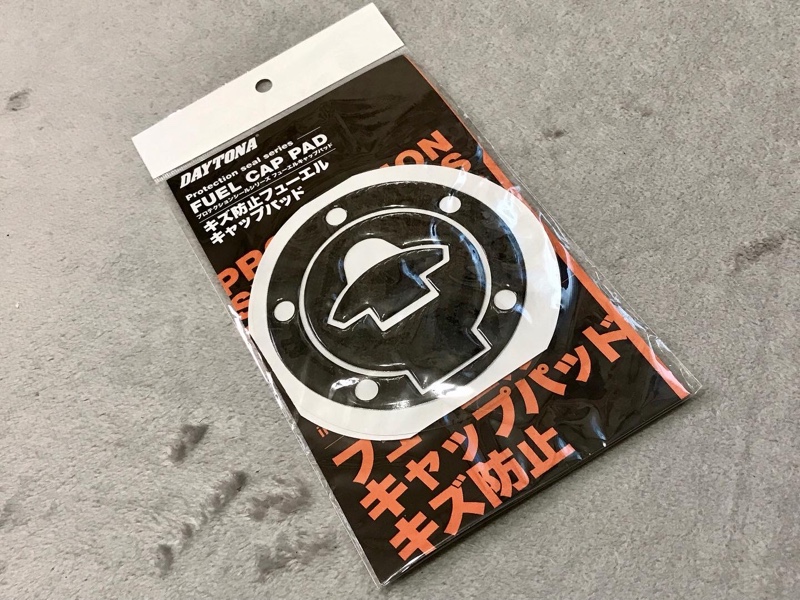 DAYTONA
Protection seal series
FUEL CAP PAD
プロテクションシールシリーズ フューエルキャップパッド
キズ防止フューエル
キャップパッド
キャップパッド
キズ防止